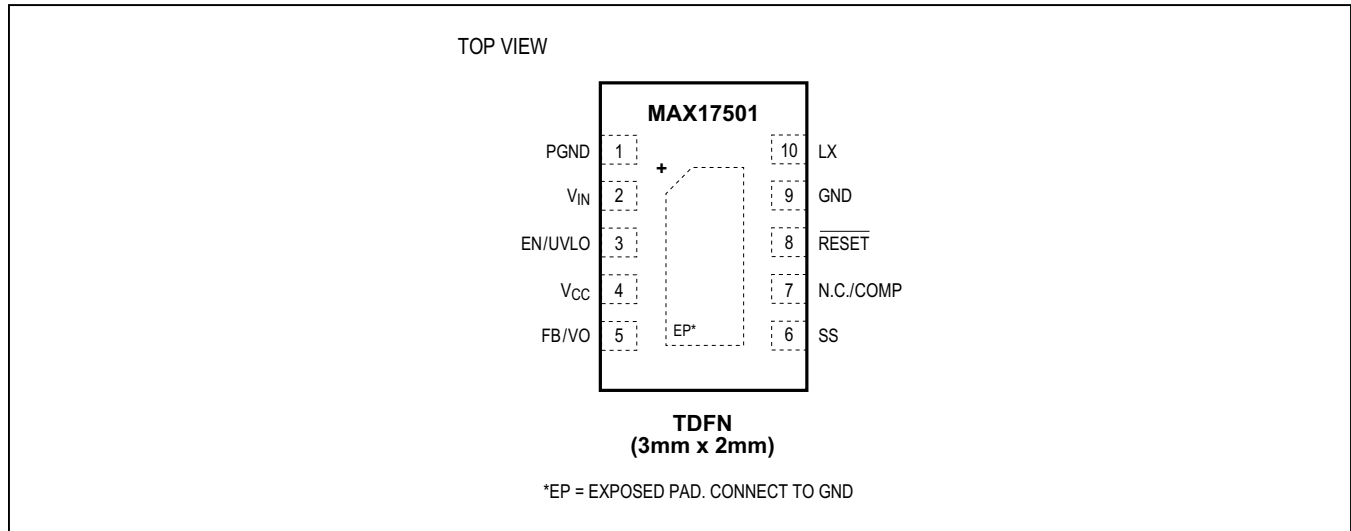 TOP VIEW
MAX17501
PGND 1 10 LX
+
VIN 2 9 GND
EN/UVLO 3 8 RESET
VCC 4 7 N.C./COMP
FB/VO 5 EP* 6 SS
TDFN
(3mm x 2mm)
*EP = EXPOSED PAD. CONNECT TO GND